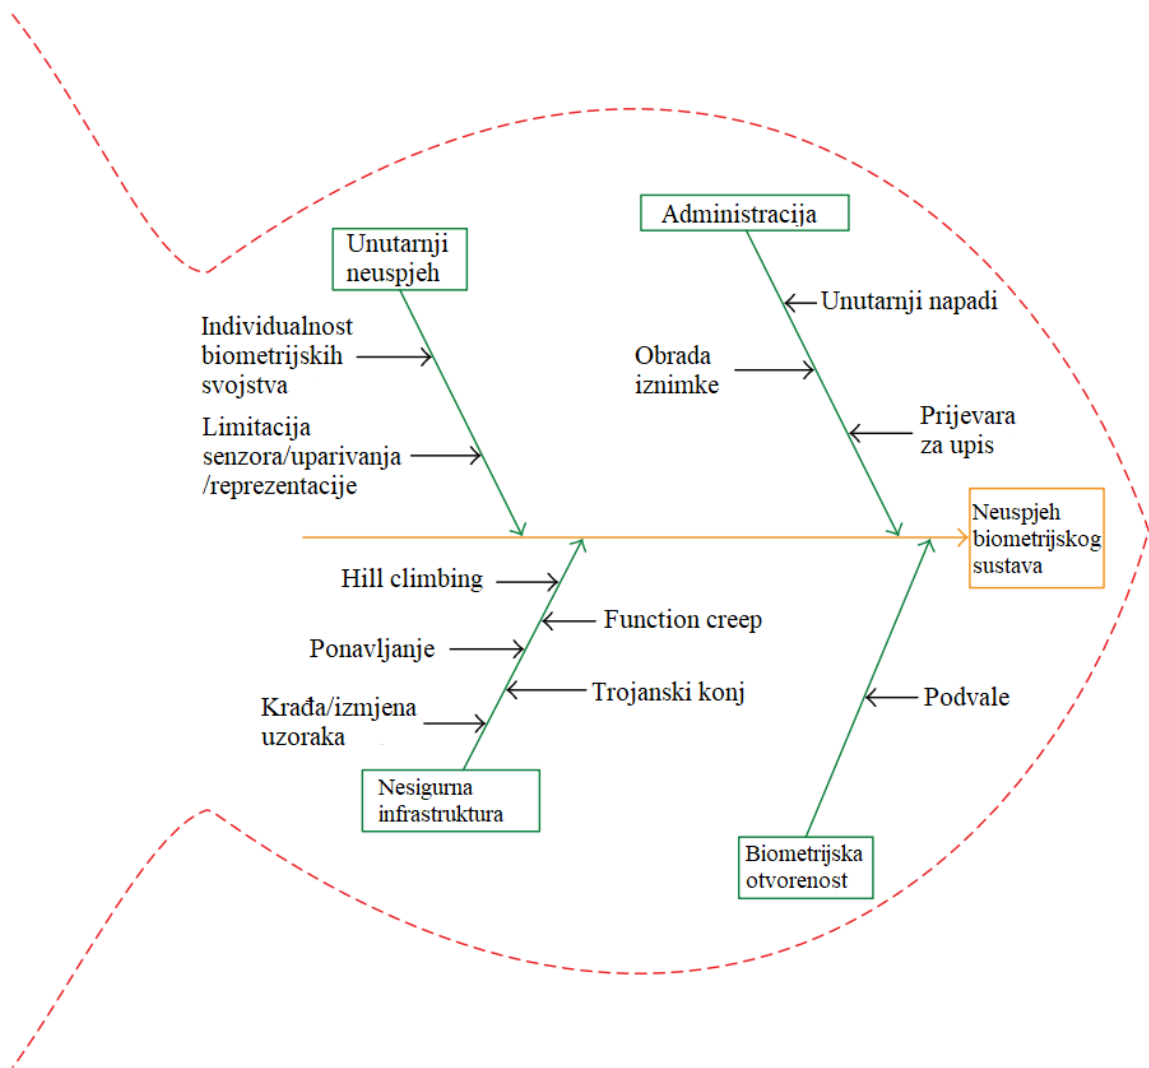 Administracija
Unutarnji
neuspjeh
Unutarnji napadi
Individualnost
biometrijskih
svojstva
Obrada
iznimke
Prijevara
za upis
Limitacija
senzora/uparivanja
/reprezentacije
Neuspjeh
biometrijskog
sustava
Hill climbing
Function creep
Ponavljanje
Trojanski konj
Podvale
Krađa/izmjena
uzoraka
Nesigurna
infrastruktura
Biometrijska
otvorenost